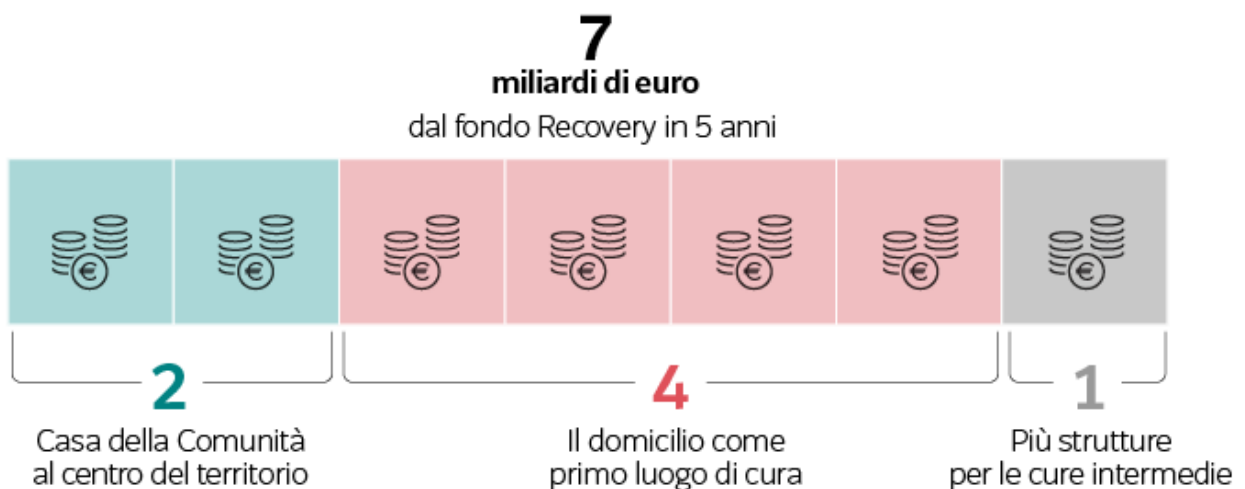 7
miliardi di euro
dal fondo Recovery in 5 anni
€ € € € € € €
2
Casa della Comunità
al centro del territorio
4
Il domicilio come
primo luogo di cura
1
Più strutture
per le cure intermedie